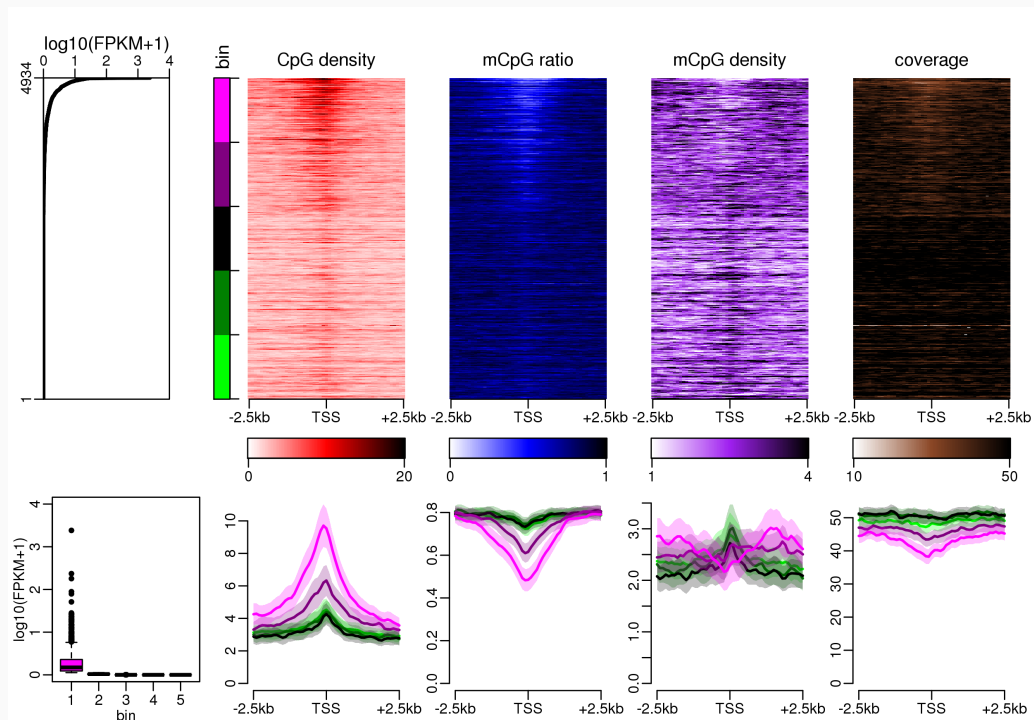 log10(FPKM+1)
0 1 2 3 4
4934
1
bin
CpG density
mCpG ratio
mCpG density
coverage
-2.5kb TSS +2.5kb
-2.5kb TSS +2.5kb
-2.5kb TSS +2.5kb
-2.5kb TSS +2.5kb
0 20
0 1
1 4
10 50
log10(FPKM+1)
4
3
2
1
0
1 2 3 4 5
bin
10
8
6
4
2
0
-2.5kb TSS +2.5kb
0.8
0.6
0.4
0.2
0.0
-2.5kb TSS +2.5kb
3.0
2.0
1.0
0.0
-2.5kb TSS +2.5kb
50
40
30
20
10
0
-2.5kb TSS +2.5kb